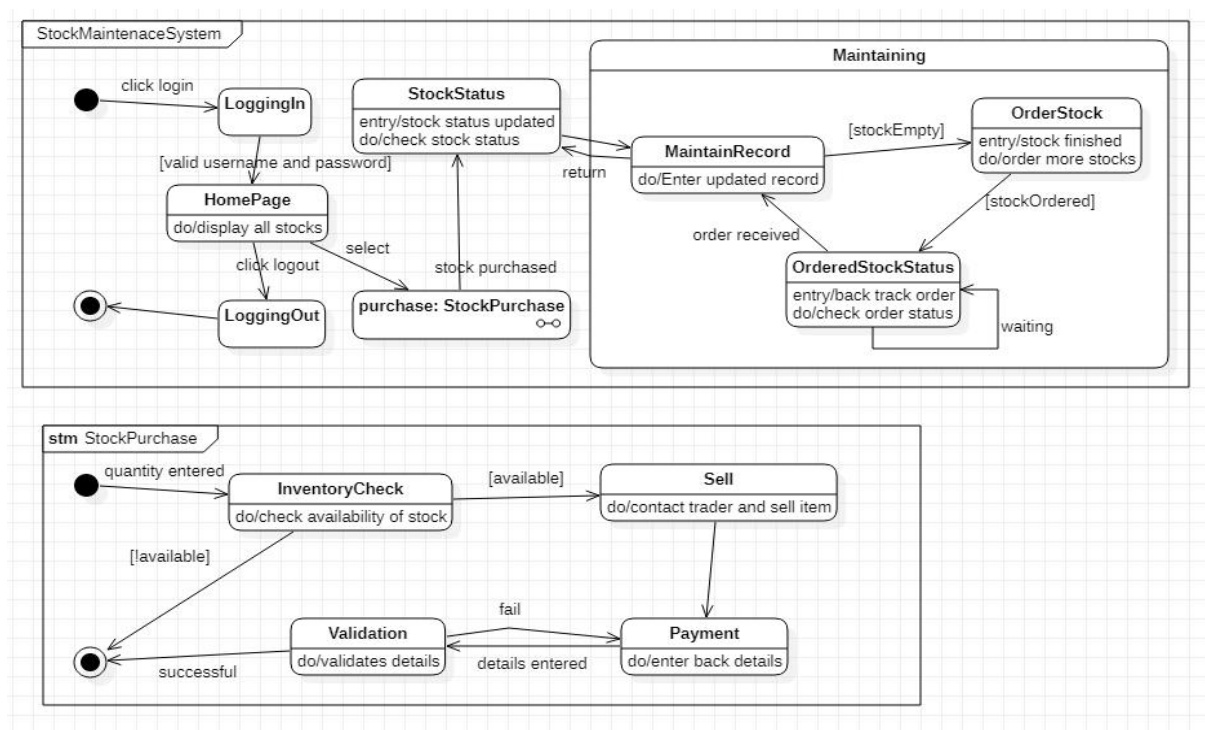 StockMaintenaceSystem
click login
LoggingIn
[valid username and password]
HomePage
do/display all stocks
click logout
LoggingOut
select
StockStatus
entry/stock status updated
do/check stock status
stock purchased
purchase: StockPurchase
return
Maintaining
MaintainRecord
do/Enter updated record
[stockEmpty]
OrderStock
entry/stock finished
do/order more stocks
[stockOrdered]
order received
OrderedStockStatus
entry/back track order
do/check order status
waiting
stm StockPurchase
quantity entered
InventoryCheck
do/check availability of stock
[available]
Sell
do/contact trader and sell item
[!available]
fail
Validation
do/validates details
Payment
do/enter back details
details entered
successful